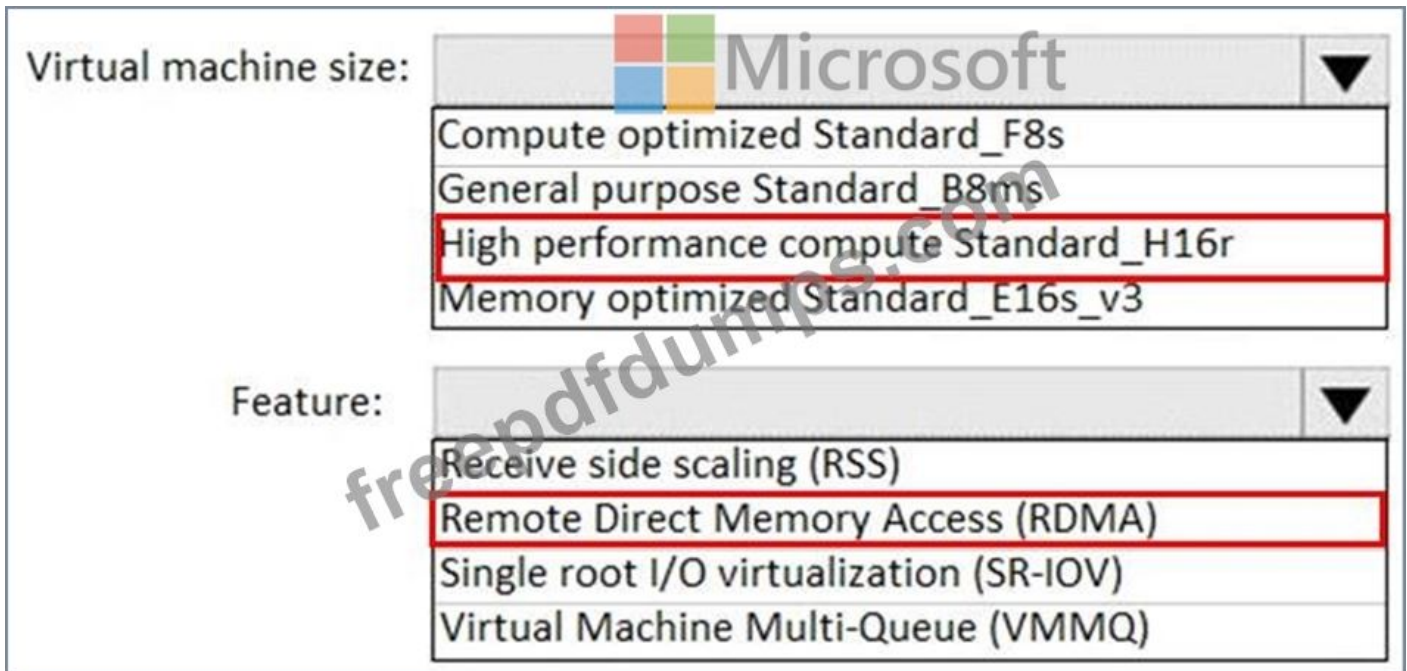 Microsoft
Virtual machine size:
Compute optimized Standard_F8s
General purpose Standard_B8ms
High performance compute Standard_H16r
Memory optimized Standard_E16s_v3
freepdfdumps.com
Feature:
Receive side scaling (RSS)
Remote Direct Memory Access (RDMA)
Single root I/O virtualization (SR-IOV)
Virtual Machine Multi-Queue (VMMQ)